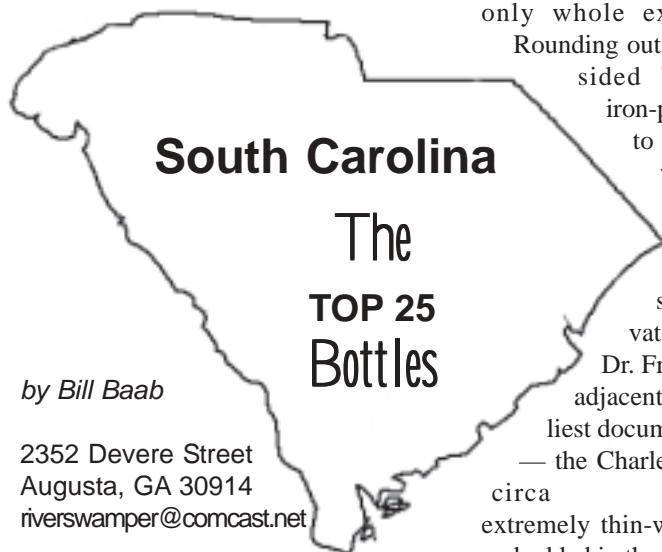 South Carolina
The
TOP 25
Bottles
by Bill Baab
2352 Devere Street
Augusta, GA 30914
riverswamper@comcast.net
only whole ex
Rounding out
sided
iron-p
to
s
vat
Dr. Fr
adjacent
liest docum
— the Charle
circa
extremely thin-w